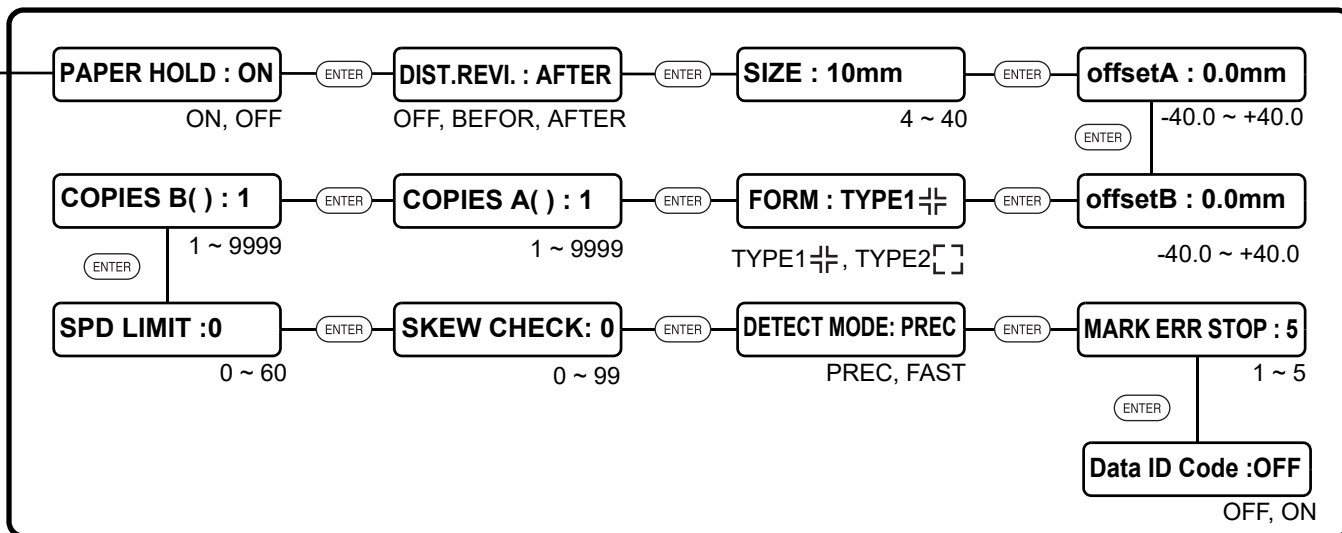 PAPER HOLD : ON ENTER DIST.REVI. : AFTER ENTER SIZE : 10mm ENTER offsetA : 0.0mm
ON, OFF OFF, BEFOR, AFTER 4 ~ 40 -40.0 ~ +40.0
ENTER
COPIES B( ) : 1 ENTER COPIES A( ) : 1 ENTER FORM : TYPE1 ENTER offsetB : 0.0mm
1 ~ 9999 1 ~ 9999 TYPE1 , TYPE2 -40.0 ~ +40.0
ENTER
SPD LIMIT :0 ENTER SKEW CHECK: 0 ENTER DETECT MODE: PREC ENTER MARK ERR STOP : 5
0 ~ 60 0 ~ 99 PREC, FAST 1 ~ 5
ENTER
Data ID Code :OFF
OFF, ON